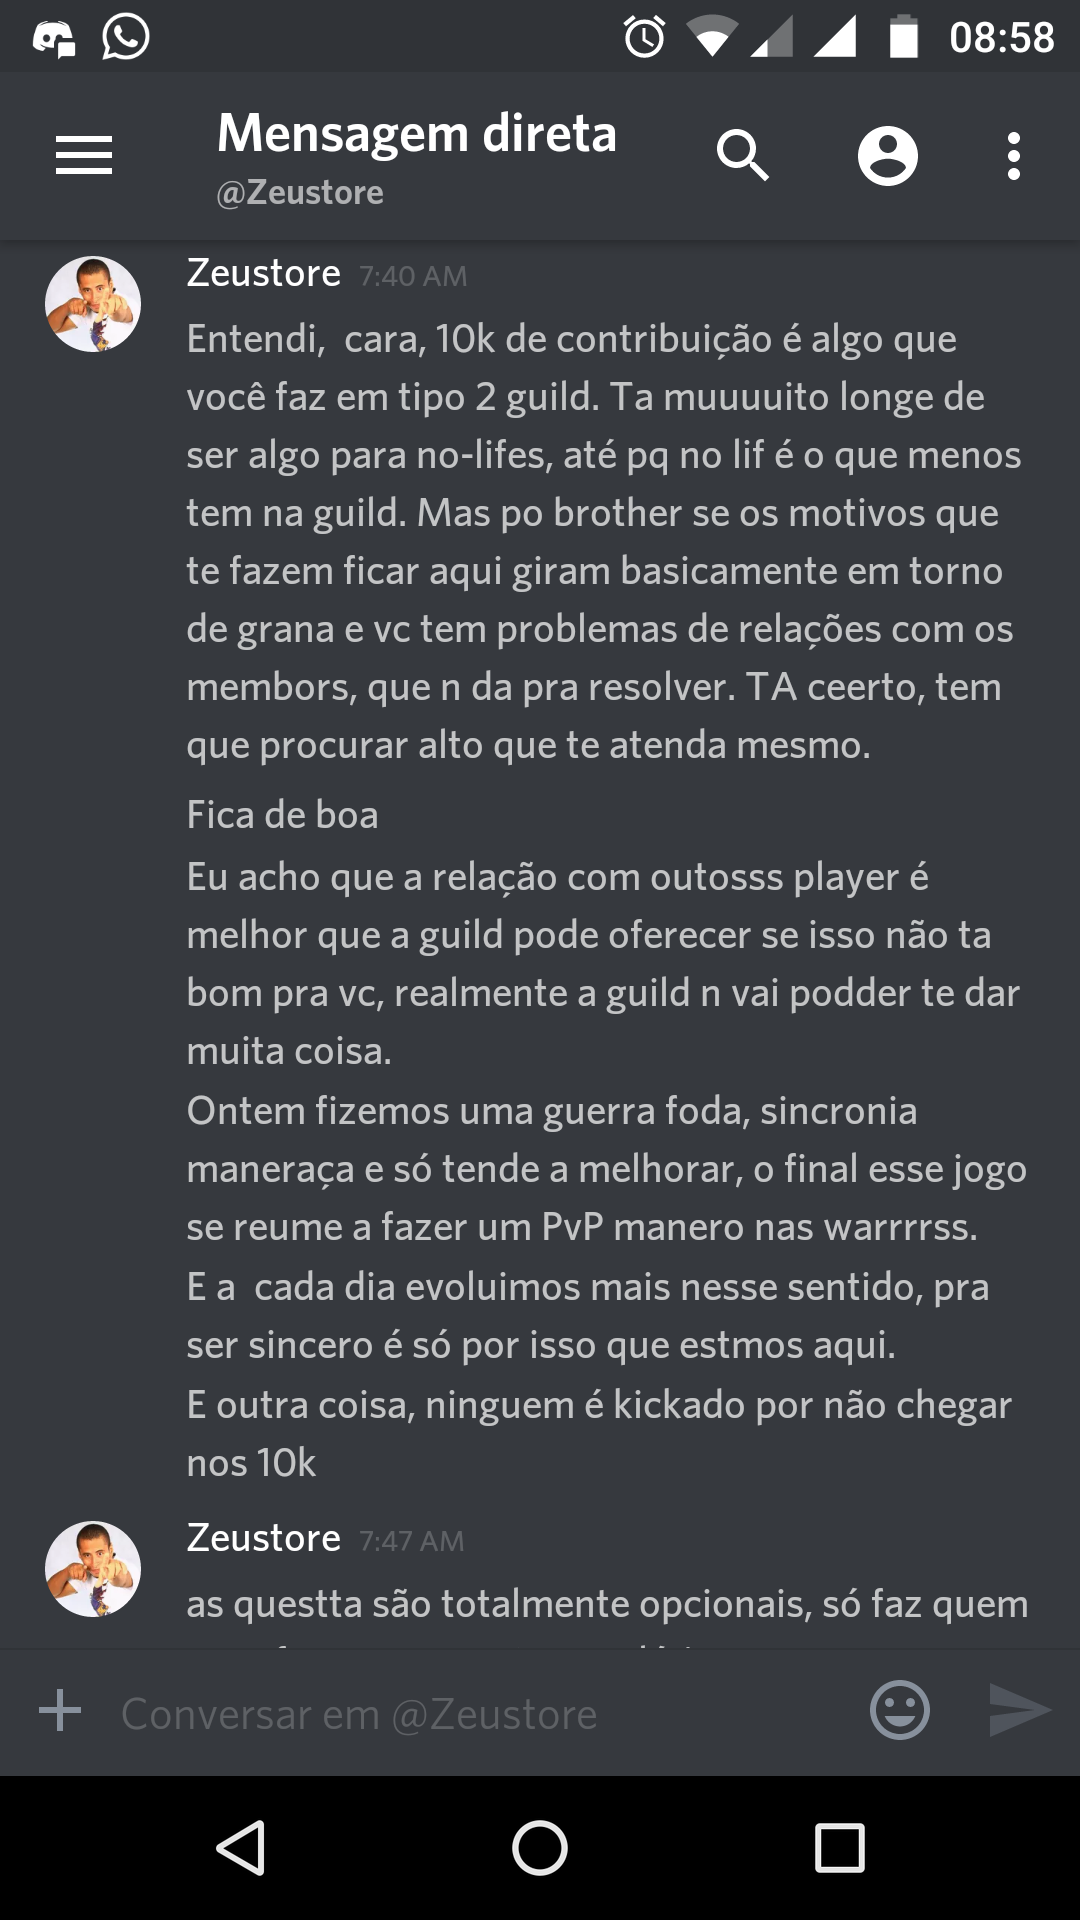 08:58
Mensagem direta
@Zeustore
Zeustore 7:40 AM
Entendi,  cara, 10k de contribuição é algo que
você faz em tipo 2 guild. Ta muuuuito longe de
ser algo para no-lifes, até pq no lif é o que menos
tem na guild. Mas po brother se os motivos que
te fazem ficar aqui giram basicamente em torno
de grana e vc tem problemas de relações com os
membors, que n da pra resolver. TA ceerto, tem
que procurar alto que te atenda mesmo.
Fica de boa
Eu acho que a relação com outosss player é
melhor que a guild pode oferecer se isso não ta
bom pra vc, realmente a guild n vai podder te dar
muita coisa.
Ontem fizemos uma guerra foda, sincronia
maneraça e só tende a melhorar, o final esse jogo
se reume a fazer um PvP manero nas warrrrss.
E a  cada dia evoluimos mais nesse sentido, pra
ser sincero é só por isso que estmos aqui.
E outra coisa, ninguem é kickado por não chegar
nos 10k
Zeustore 7:47 AM
as questta são totalmente opcionais, só faz quem
Conversar em @Zeustore